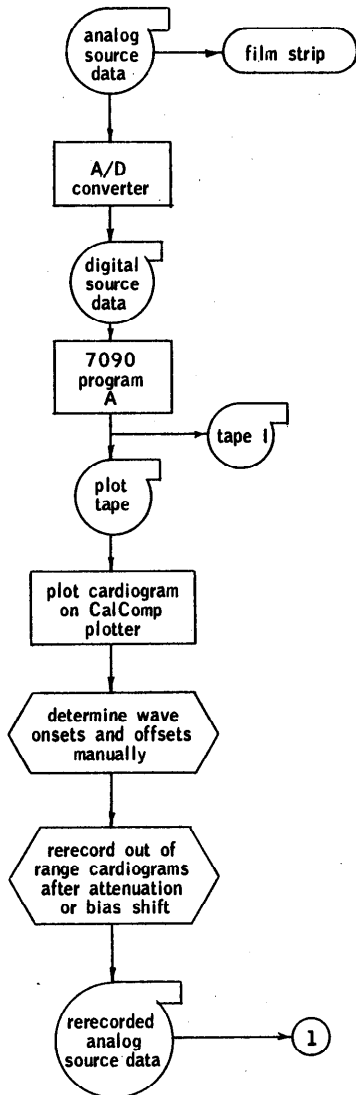 analog
source
data
film strip
A/D
converter
digital
source
data
7090
program
A
tape 1
plot
tape
plot cardiogram
on CalComp
plotter
determine wave
onsets and offsets
manually
rerecord out of
range cardiograms
after attenuation
or bias shift
rerecorded
analog
source data
1